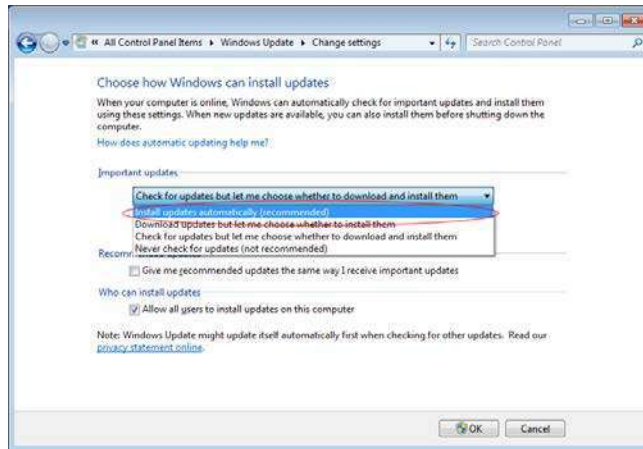 « All Control Panel Items ▸ Windows Update ▸ Change settings
Search Control Panel
Choose how Windows can install updates
When your computer is online, Windows can automatically check for important updates and install them
using these settings. When new updates are available, you can also install them before shutting down the
computer.
How does automatic updating help me?
Important updates
Check for updates but let me choose whether to download and install them
Install updates automatically (recommended)
Download updates but let me choose whether to install them
Check for updates but let me choose whether to download and install them
Never check for updates (not recommended)
Recommended updates
Give me recommended updates the same way I receive important updates
Who can install updates
Allow all users to install updates on this computer
Note: Windows Update might update itself automatically first when checking for other updates. Read our
privacy statement online.
OK
Cancel